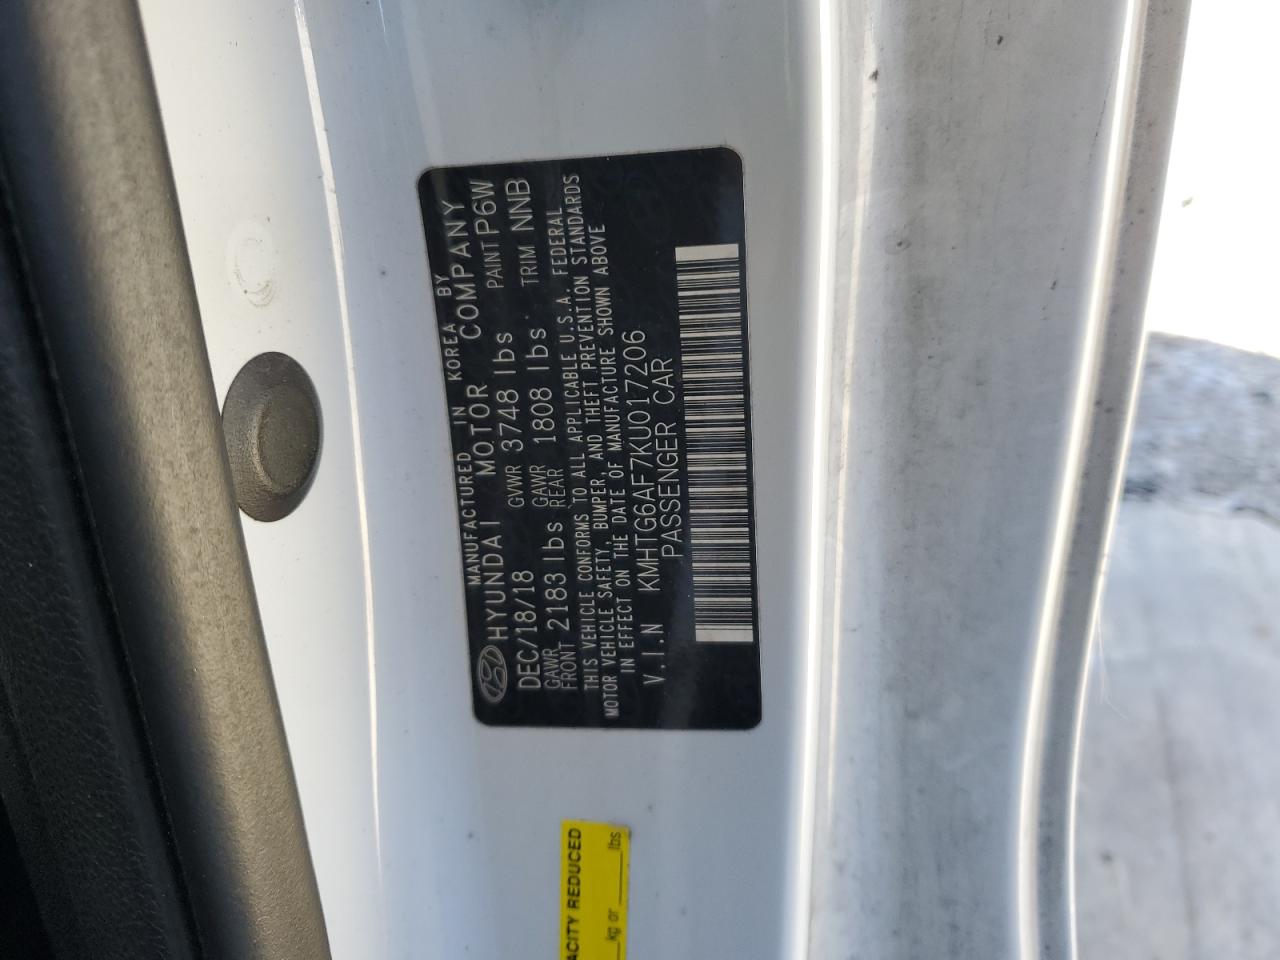 MANUFACTURED IN KOREA BY
HYUNDAI MOTOR COMPANY
DEC/18/18 GVWR 3748 lbs PAINT P6W
GAWR FRONT 2183 lbs GAWR REAR 1808 lbs. TRIM NNB
THIS VEHICLE CONFORMS TO ALL APPLICABLE U.S.A. FEDERAL
MOTOR VEHICLE SAFETY, BUMPER, AND THEFT PREVENTION STANDARDS
IN EFFECT ON THE DATE OF MANUFACTURE SHOWN ABOVE
V.I.N KMHTG6AF7KU017206
PASSENGER CAR
ACITY REDUCED
kg or ____lbs